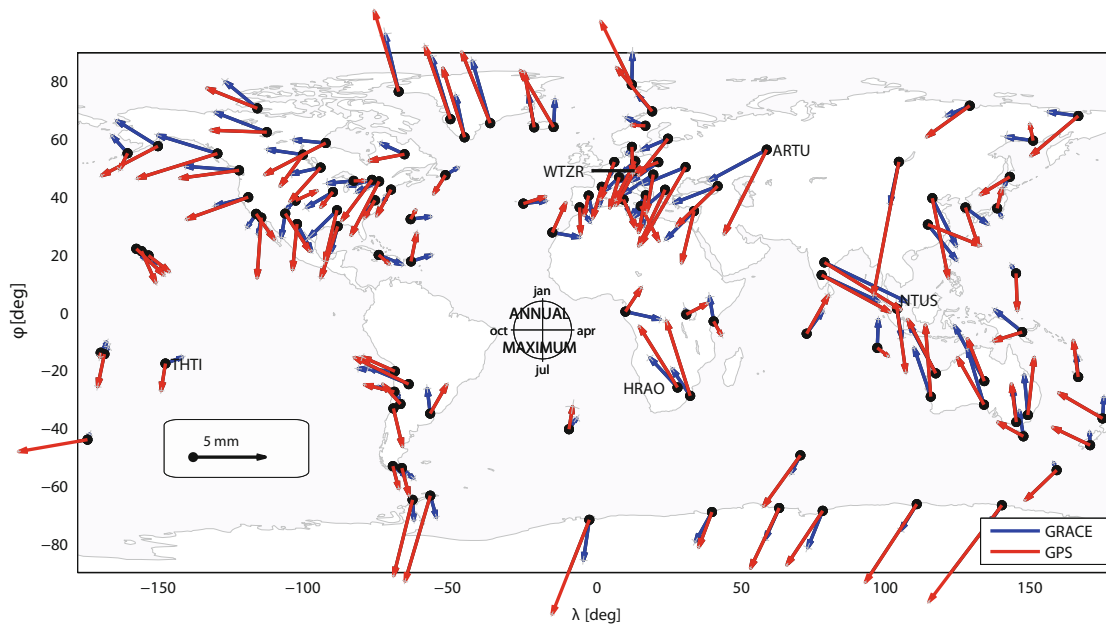 80
60
40
20
0
−20
−40
−60
−80
φ [deg]
ARTU
WTZR
NTUS
jan
ANNUAL
oct
apr
MAXIMUM
jul
THTI
HRAO
5 mm
GRACE
GPS
−150
−100
−50
0
50
100
150
λ [deg]